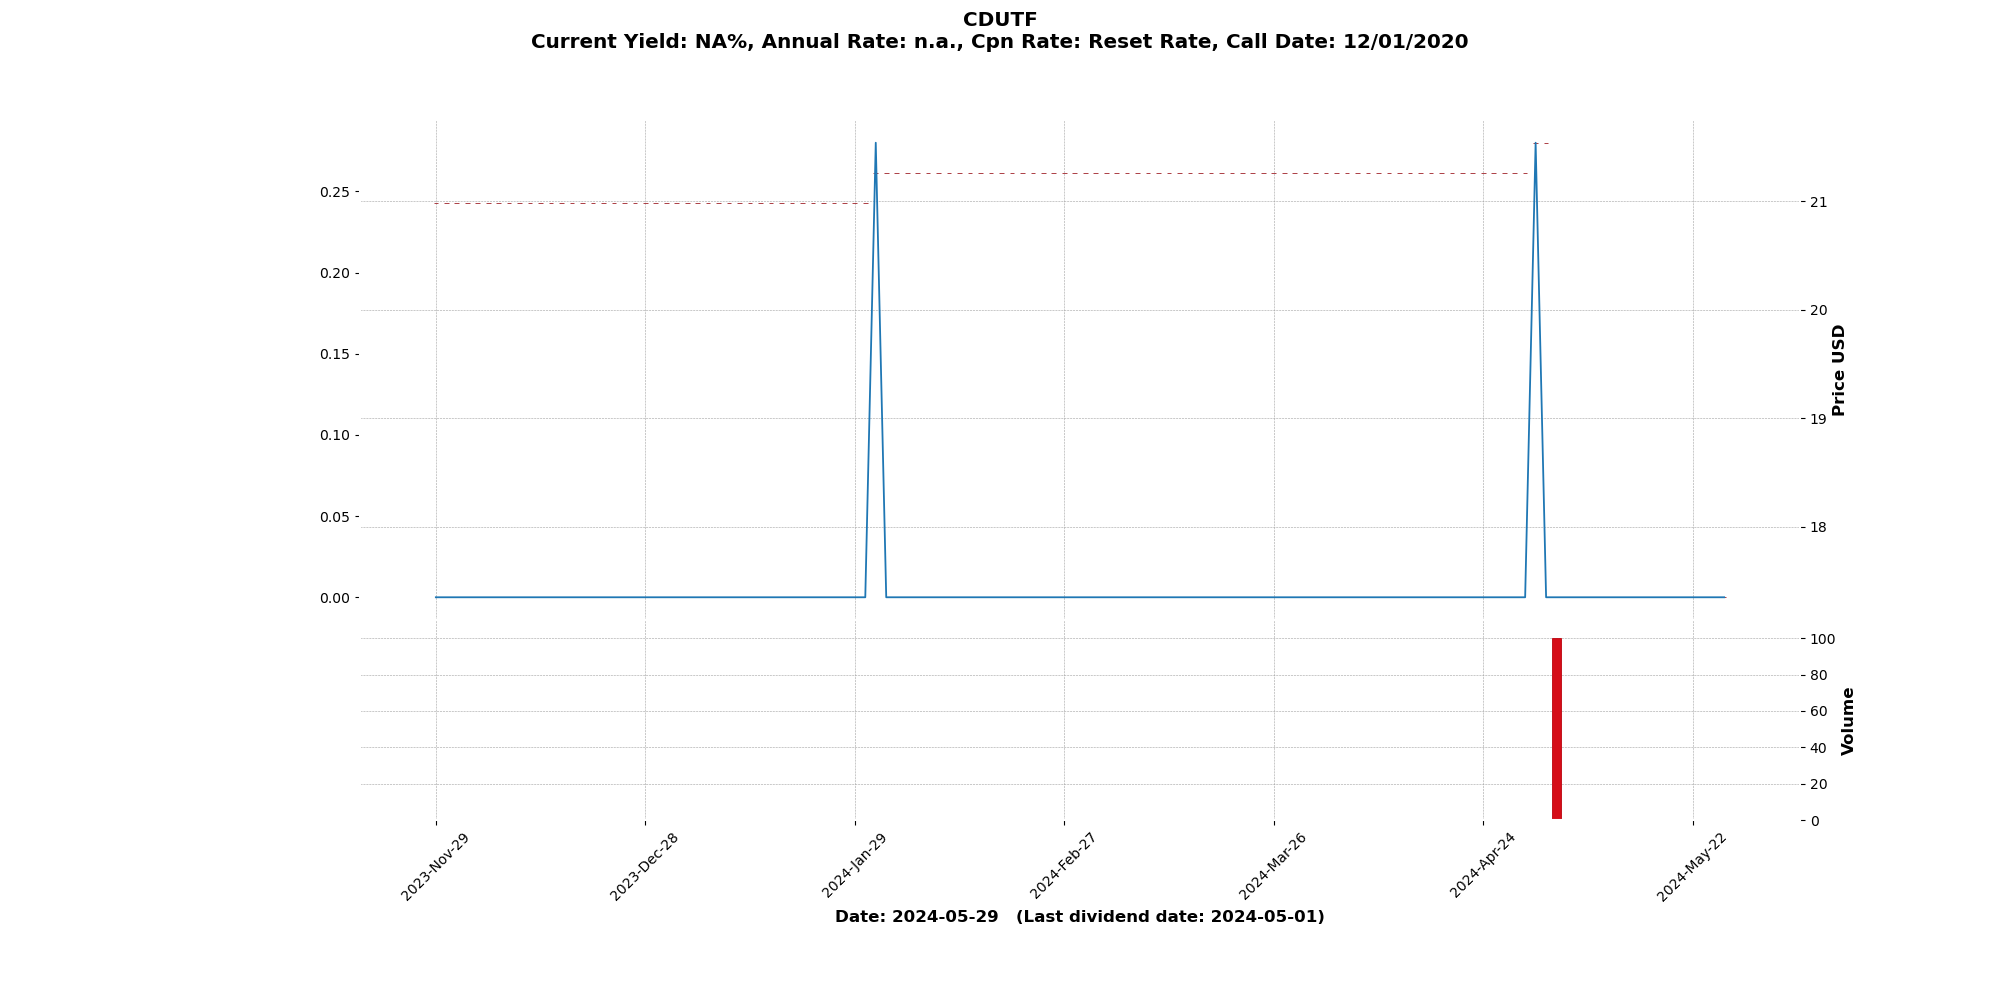 CDUTF
Current Yield: NA%, Annual Rate: n.a., Cpn Rate: Reset Rate, Call Date: 12/01/2020
0.25
0.20
0.15
0.10
0.05
0.00
21
20
19
18
Price USD
100
80
60
40
20
0
Volume
2023-Nov-29
2023-Dec-28
2024-Jan-29
2024-Feb-27
2024-Mar-26
2024-Apr-24
2024-May-22
Date: 2024-05-29   (Last dividend date: 2024-05-01)